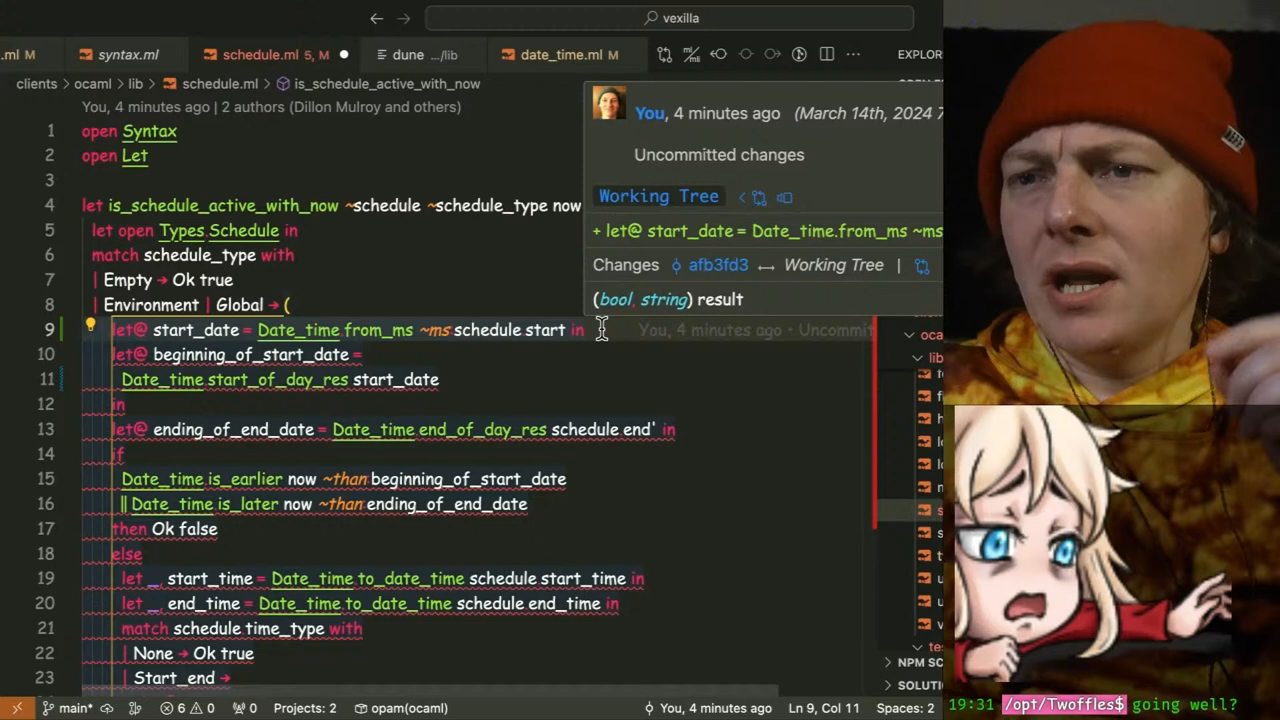 vexilla
.ml M
syntax.ml
schedule.ml 5, M
dune .../lib
date_time.ml M
EXPLOR
clients > ocaml > lib > schedule.ml > is_schedule_active_with_now
You, 4 minutes ago | 2 authors (Dillon Mulroy and others)
1 open Syntax
2 open Let
3
4 let is_schedule_active_with_now ~schedule ~schedule_type now
5 let open Types.Schedule in
6 match schedule_type with
7 | Empty -> Ok true
8 | Environment | Global -> (
9 let@ start_date = Date_time.from_ms ~ms:schedule.start in You, 4 minutes ago • Uncommit
10 let@ beginning_of_start_date =
11 Date_time.start_of_day_res start_date
12 in
13 let@ ending_of_end_date = Date_time.end_of_day_res schedule.end' in
14 if
15 Date_time.is_earlier now ~than:beginning_of_start_date
16 || Date_time.is_later now ~than:ending_of_end_date
17 then Ok false
18 else
19 let _, start_time = Date_time.to_date_time schedule.start_time in
20 let _, end_time = Date_time.to_date_time schedule.end_time in
21 match schedule.time_type with
22 | None -> Ok true
23 | Start_end ->
You, 4 minutes ago (March 14th, 2024 7
Uncommitted changes
Working Tree
+ let@ start_date = Date_time.from_ms ~ms
Changes afb3fd3 Working Tree |
(bool, string) result
oca
lib
te
NPM SC
SOLUTIO
main*
6 0
0
Projects: 2
opam(ocaml)
You, 4 minutes ago
Ln 9, Col 11
Spaces: 2
19:31 /opt/Twoffles$ going well?